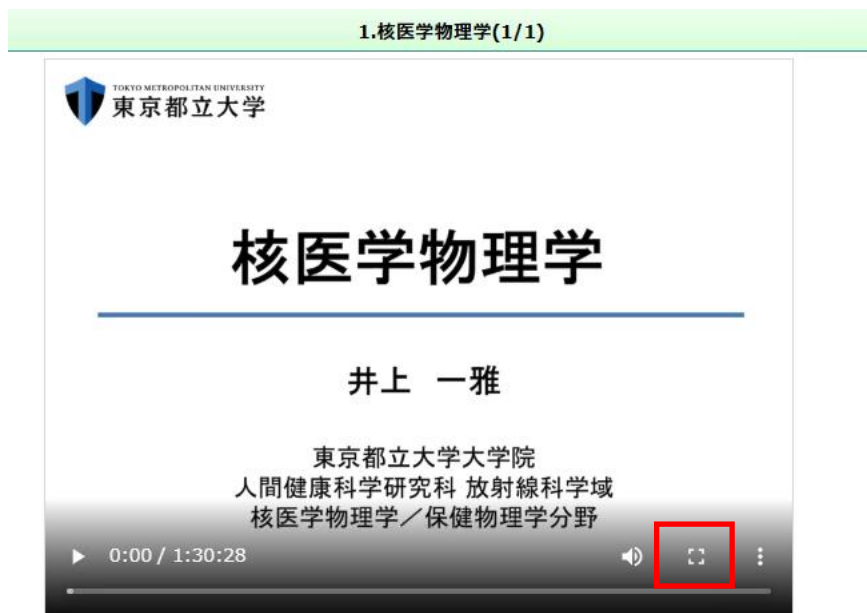 1.核医学物理学(1/1)
TOKYO METROPOLITAN UNIVERSITY
東京都立大学
核医学物理学
井上 一雅
東京都立大学大学院
人間健康科学研究科 放射線科学域
核医学物理学／保健物理学分野
0:00 / 1:30:28